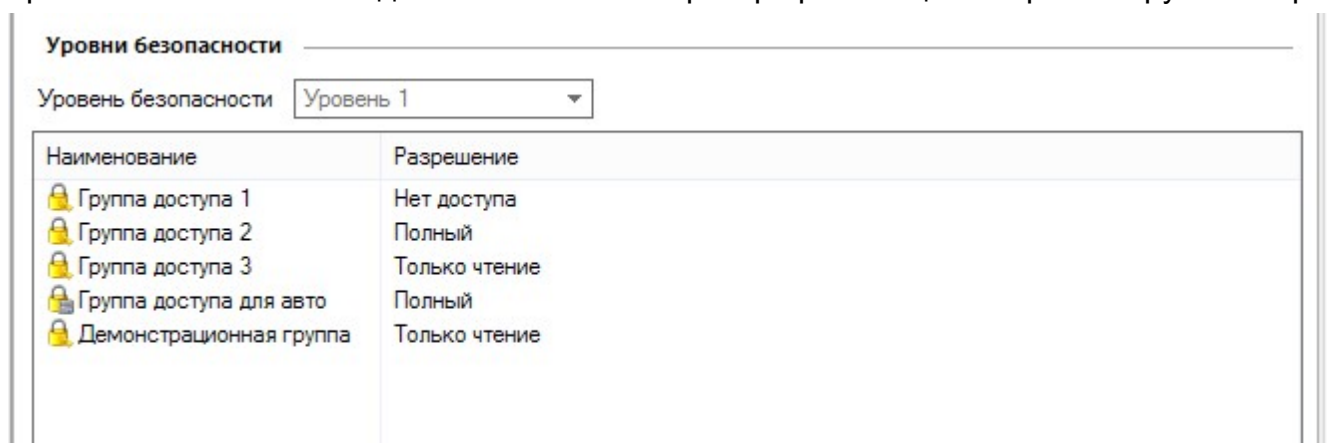 Уровни безопасности
Уровень безопасности Уровень 1
Наименование Разрешение
Группа доступа 1 Нет доступа
Группа доступа 2 Полный
Группа доступа 3 Только чтение
Группа доступа для авто Полный
Демонстрационная группа Только чтение